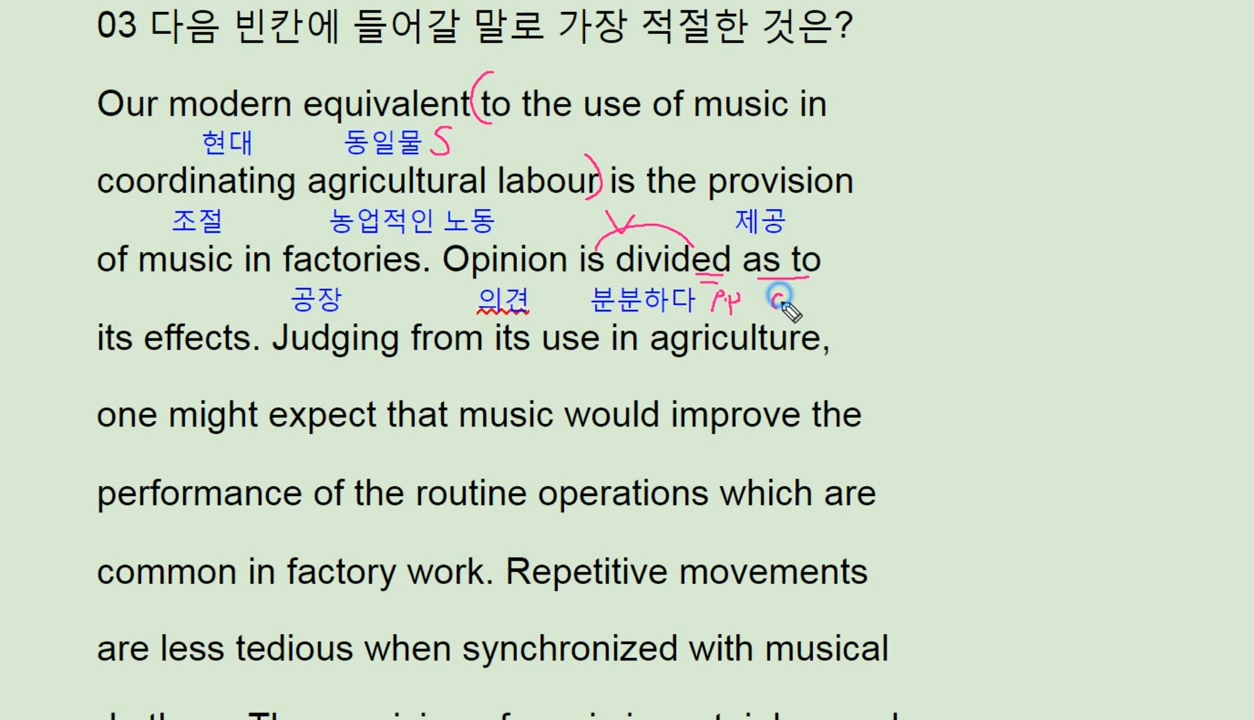 03 다음 빈칸에 들어갈 말로 가장 적절한 것은?
Our modern equivalent (to the use of music in
현대 동일물 S
coordinating agricultural labour) is the provision
조절 농업적인 노동 V 제공
of music in factories. Opinion is divided as to
공장 의견 분분하다 P.P
its effects. Judging from its use in agriculture,
one might expect that music would improve the
performance of the routine operations which are
common in factory work. Repetitive movements
are less tedious when synchronized with musical